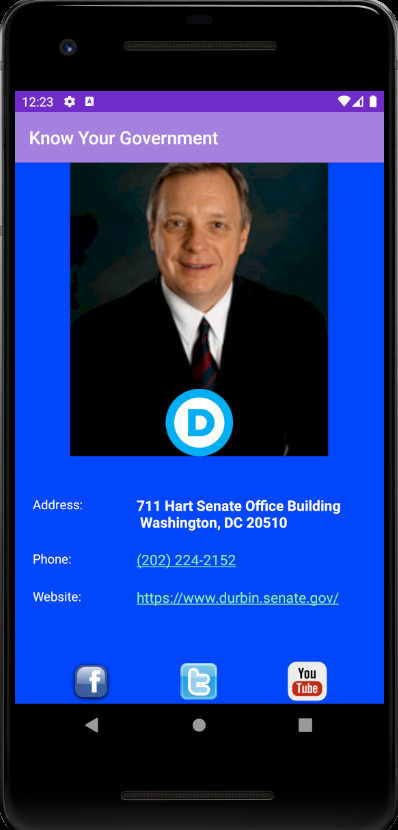 12:23
Know Your Government
D
Address:
711 Hart Senate Office Building
Washington, DC 20510
Phone:
(202) 224-2152
Website:
https://www.durbin.senate.gov/
f
t
You
Tube